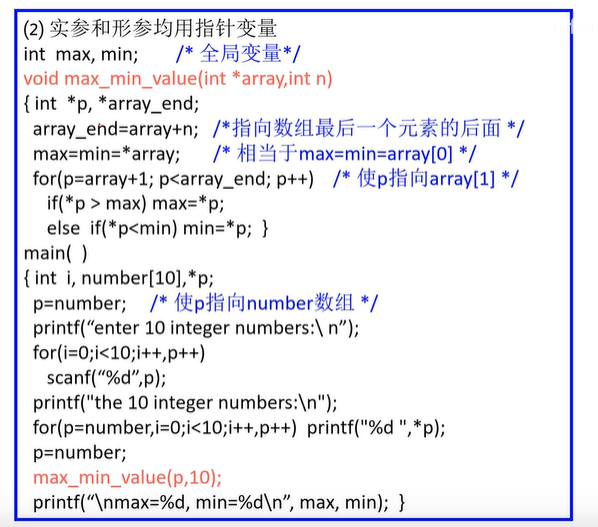 (2) 实参和形参均用指针变量
int max, min; /* 全局变量*/
void max_min_value(int *array,int n)
{ int *p, *array_end;
array_end=array+n; /*指向数组最后一个元素的后面 */
max=min=*array; /* 相当于max=min=array[0] */
for(p=array+1; p<array_end; p++) /* 使p指向array[1] */
if(*p > max) max=*p;
else if(*p<min) min=*p; }
main( )
{ int i, number[10],*p;
p=number; /* 使p指向number数组 */
printf(“enter 10 integer numbers:\ n”);
for(i=0;i<10;i++,p++)
scanf(“%d”,p);
printf("the 10 integer numbers:\n");
for(p=number,i=0;i<10;i++,p++) printf("%d ",*p);
p=number;
max_min_value(p,10);
printf(“\nmax=%d, min=%d\n”, max, min); }